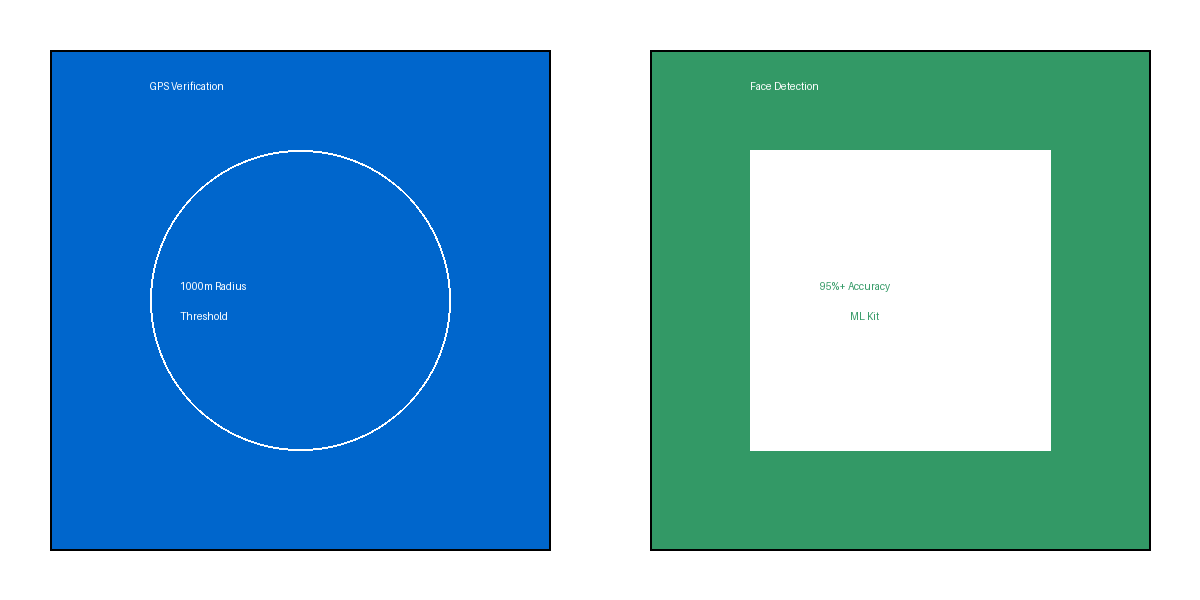 GPS Verification
1000m Radius
Threshold
Face Detection
95%+ Accuracy
ML Kit